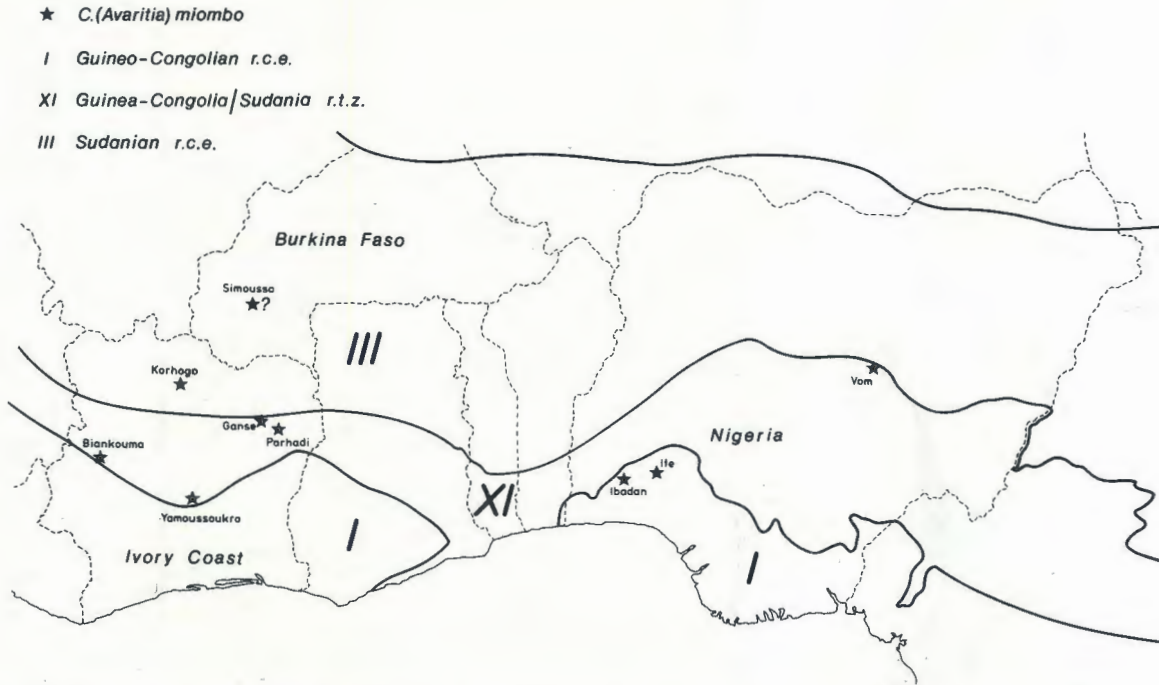 ★ C.(Avaritia) miombo
I Guineo-Congolian r.c.e.
XI Guinea-Congolia/Sudania r.t.z.
III Sudanian r.c.e.
Burkina Faso
Simoussa
★?
III
Korhogo
Vom
Ganse
Parhadi
Nigeria
Biankouma
Ife
Ibadan
XI
Yamoussoukro
I
Ivory Coast
I